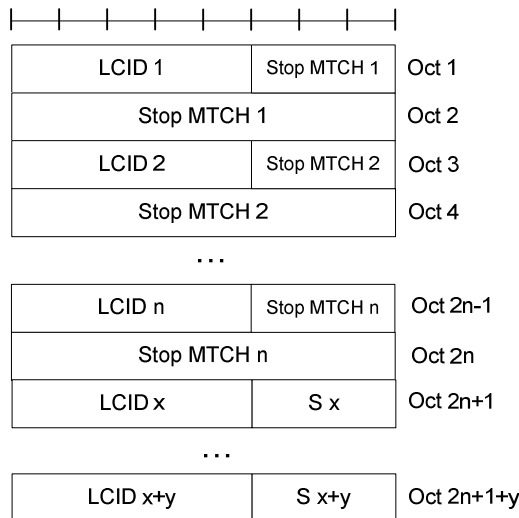 LCID 1 Stop MTCH 1 Oct 1
Stop MTCH 1 Oct 2
LCID 2 Stop MTCH 2 Oct 3
Stop MTCH 2 Oct 4
...
LCID n Stop MTCH n Oct 2n-1
Stop MTCH n Oct 2n
LCID x S x Oct 2n+1
...
LCID x+y S x+y Oct 2n+1+y